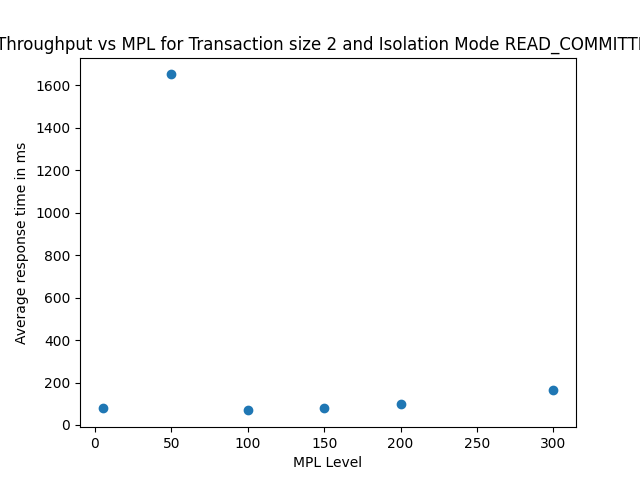 Throughput vs MPL for Transaction size 2 and Isolation Mode READ_COMMITT
1600
1400
1200
1000
800
600
400
200
0
Average response time in ms
0 50 100 150 200 250 300
MPL Level